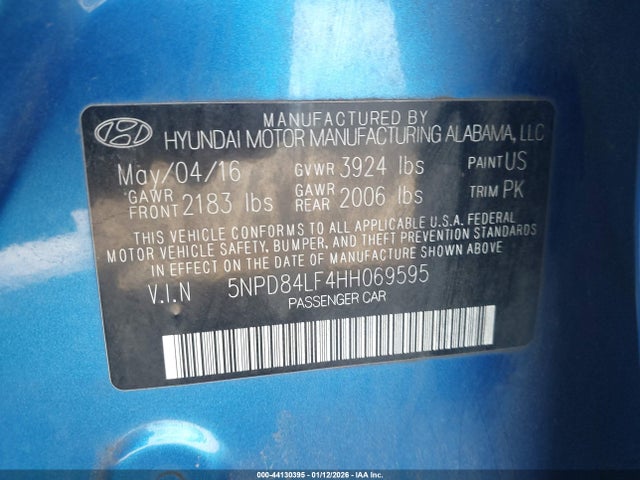 MANUFACTURED BY
HYUNDAI MOTOR MANUFACTURING ALABAMA, LLC
May/04/16 GVWR 3924 lbs PAINT US
GAWR FRONT 2183 lbs GAWR REAR 2006 lbs TRIM PK
THIS VEHICLE CONFORMS TO ALL APPLICABLE U.S.A. FEDERAL
MOTOR VEHICLE SAFETY, BUMPER, AND THEFT PREVENTION STANDARDS
IN EFFECT ON THE DATE OF MANUFACTURE SHOWN ABOVE.
V.I.N 5NPD84LF4HH069595
PASSENGER CAR
000-44130395 - 01/12/2026 - IAA Inc.